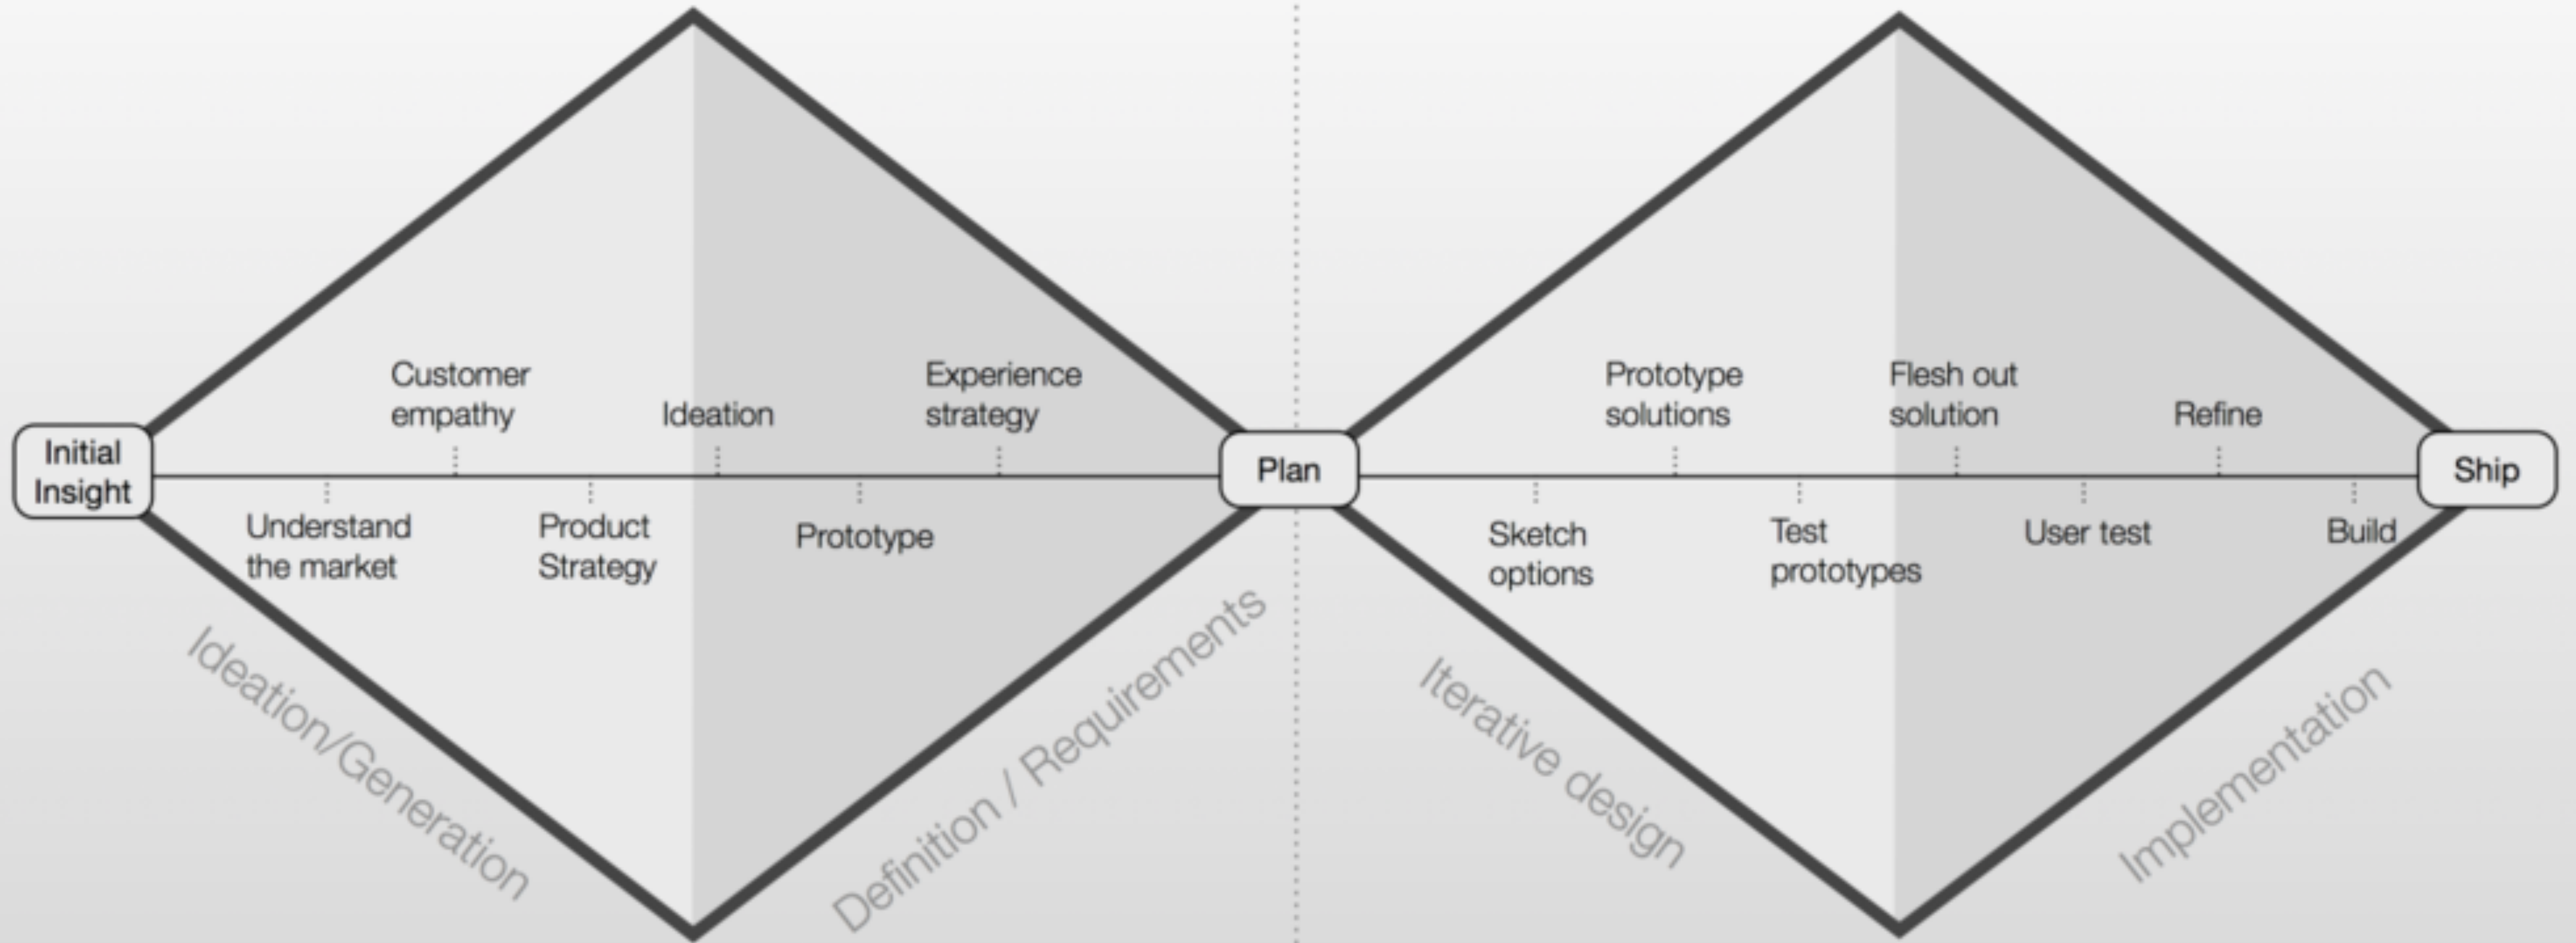 Initial
Insight
Understand
the market
Customer
empathy
Product
Strategy
Ideation
Prototype
Experience
strategy
Plan
Sketch
options
Prototype
solutions
Test
prototypes
Flesh out
solution
User test
Refine
Build
Ship
Ideation/Generation
Definition / Requirements
Iterative design
Implementation